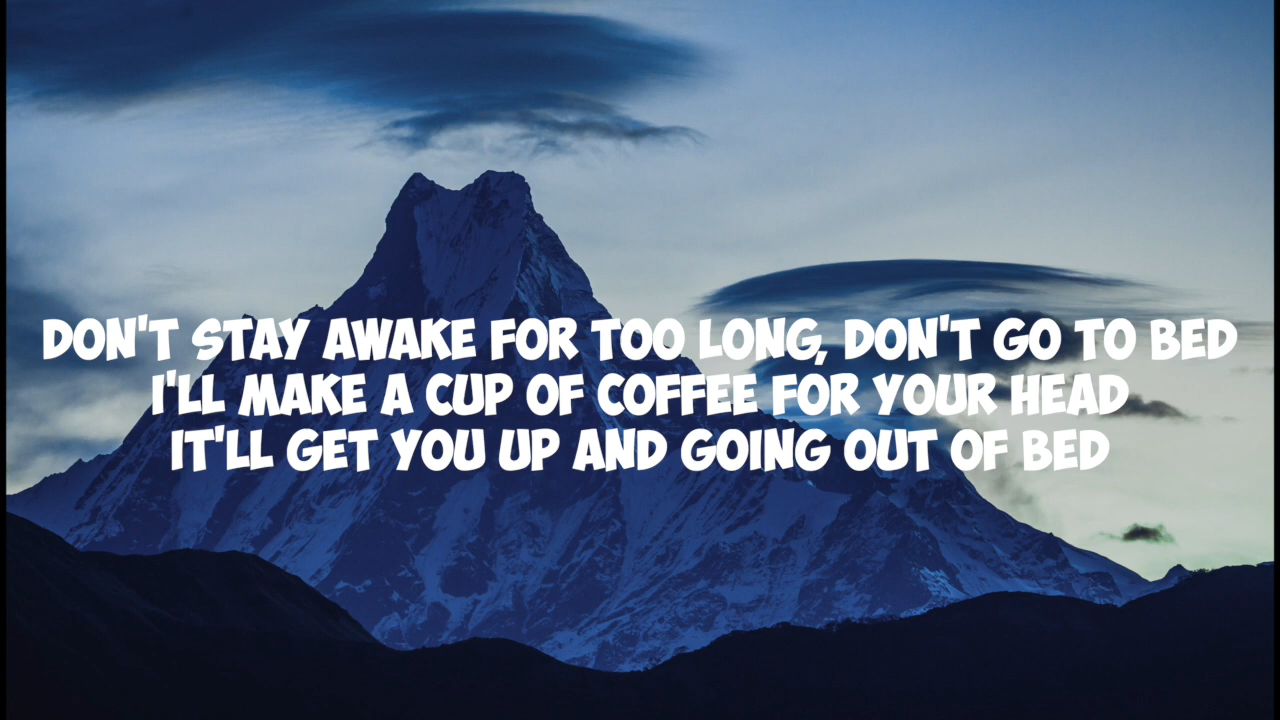 DON'T STAY AWAKE FOR TOO LONG, DON'T GO TO BED
I'LL MAKE A CUP OF COFFEE FOR YOUR HEAD
IT'LL GET YOU UP AND GOING OUT OF BED